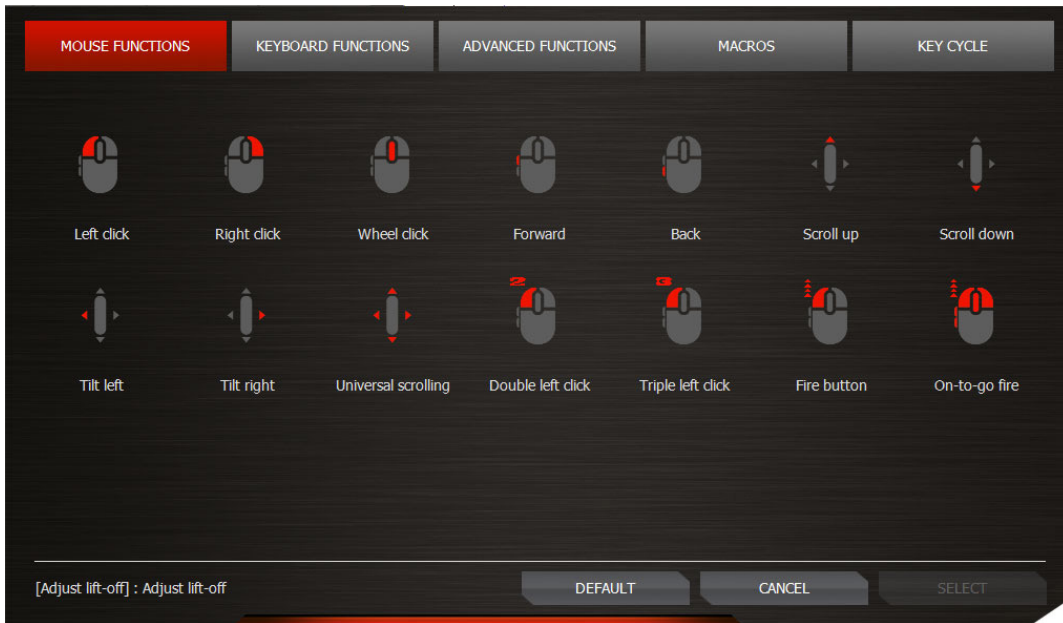 MOUSE FUNCTIONS
KEYBOARD FUNCTIONS
ADVANCED FUNCTIONS
MACROS
KEY CYCLE
Left click
Right click
Wheel click
Forward
Back
Scroll up
Scroll down
2
3
Tilt left
Tilt right
Universal scrolling
Double left click
Triple left click
Fire button
On-to-go fire
[Adjust lift-off] : Adjust lift-off
DEFAULT
CANCEL
SELECT